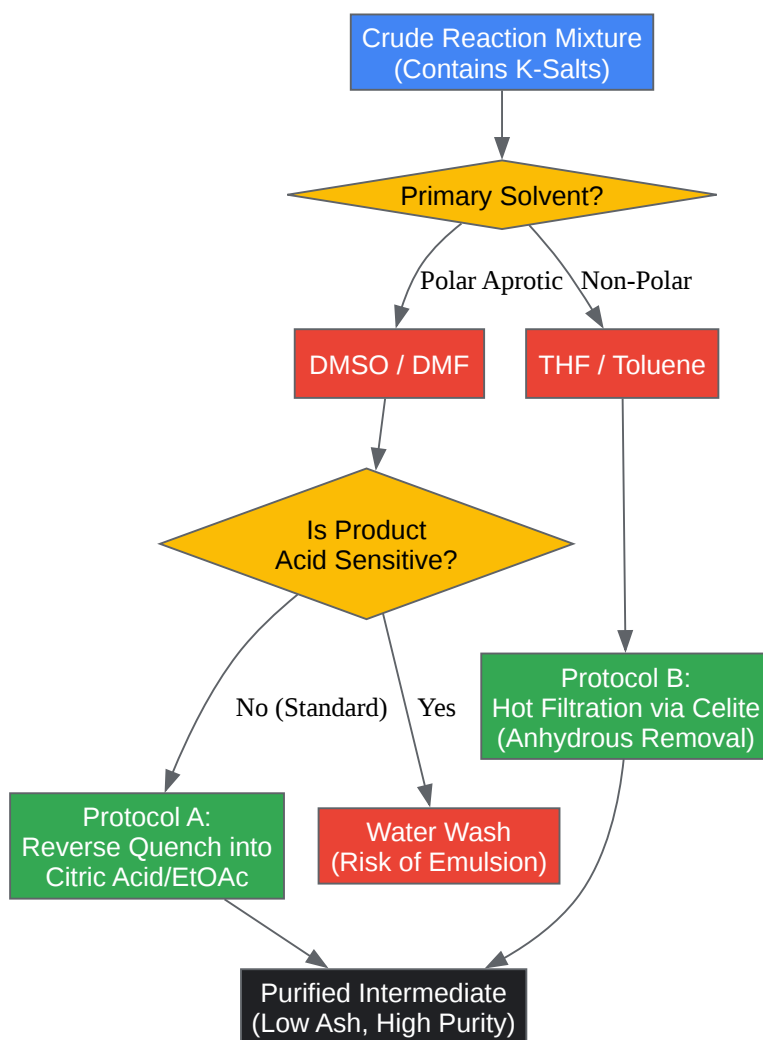 Crude Reaction Mixture
(Contains K-Salts)
Primary Solvent?
Polar Aprotic
Non-Polar
DMSO / DMF
THF / Toluene
Is Product
Acid Sensitive?
No (Standard)
Yes
Protocol B:
Hot Filtration via Celite
(Anhydrous Removal)
Protocol A:
Reverse Quench into
Citric Acid/EtOAc
Water Wash
(Risk of Emulsion)
Purified Intermediate
(Low Ash, High Purity)